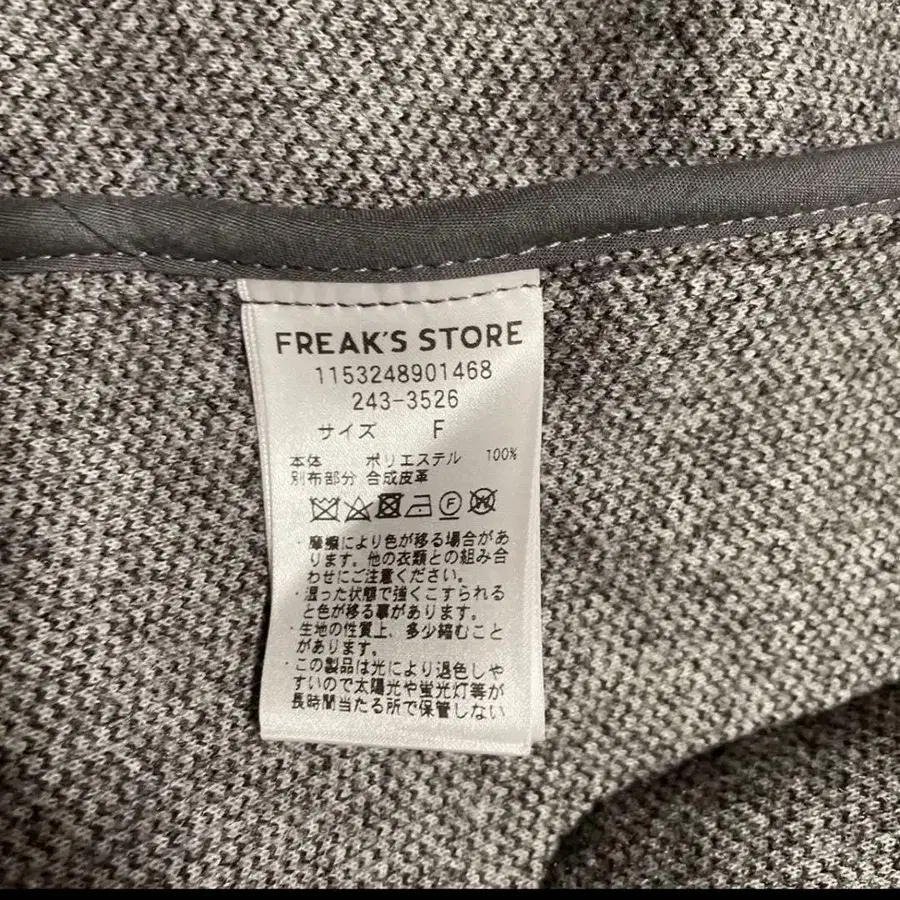 FREAK'S STORE
1153248901468
243-3526
サイズ F
本体 ポリエステル 100%
別布部分 合成皮革
・摩擦により色が移る場合があ
ります。他の衣類との組み合
わせにご注意ください。
・湿った状態で強くこすられる
と色が移る事があります。
・生地の性質上、多少縮むこと
があります。
・この製品は光により退色しや
すいので太陽光や蛍光灯等が
長時間当たる所で保管しない